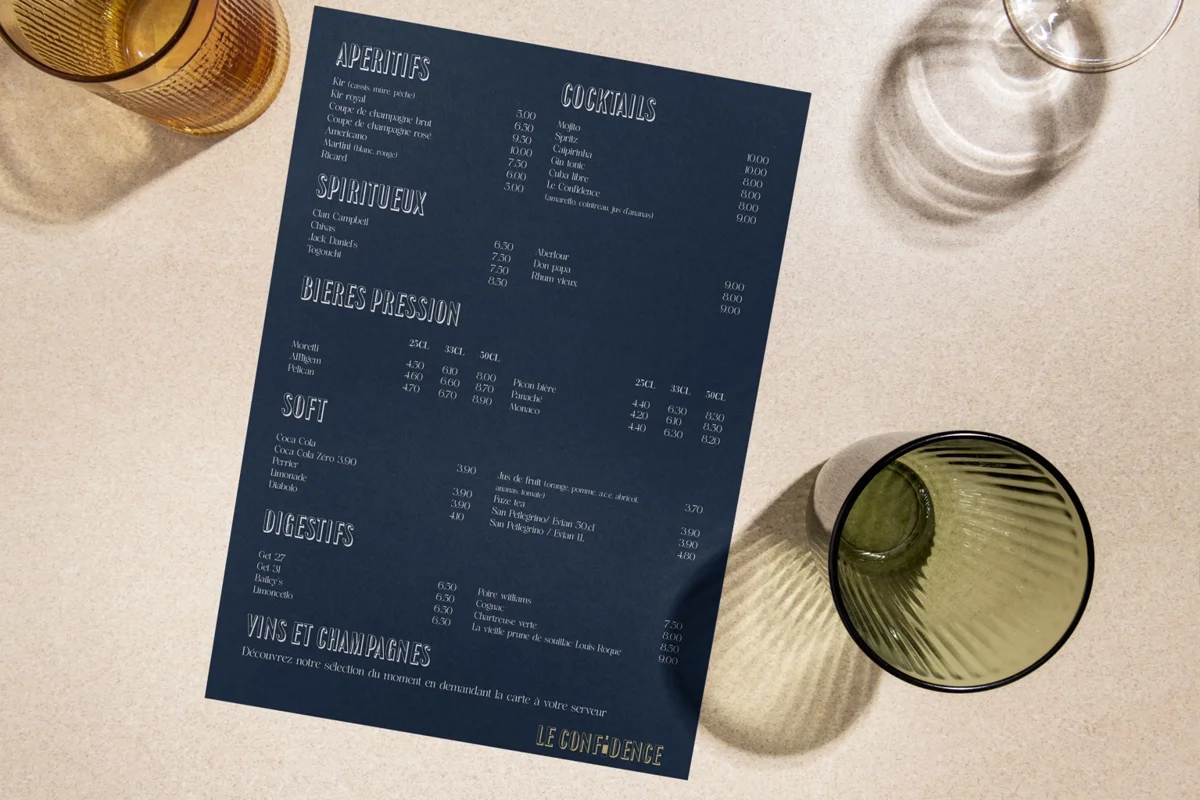 APERITIFS
Kir (cassis, mûre, pêche) 5.00
Kir royal 6.50
Coupe de champagne brut 9.50
Coupe de champagne rosé 10.00
Americano 7.50
Martini (blanc, rouge) 6.00
Ricard 5.00
COCKTAILS
Mojito 10.00
Spritz 10.00
Caipirinha 8.00
Gin tonic 8.00
Cuba libre 8.00
Le Confidence 9.00
(amaretto, cointreau, jus d'ananas)
SPIRITUEUX
Clan Campbell 6.50
Chivas 7.50
Jack Daniel's 7.50
Togouchi 8.50
Aberlour 9.00
Don papa 8.00
Rhum vieux 9.00
BIERES PRESSION
25CL 33CL 50CL
Moretti 4.50 6.10 8.00
Affligem 4.60 6.60 8.70
Pelican 4.70 6.70 8.90
25CL 33CL 50CL
Picon bière 4.40 6.30 8.30
Panaché 4.20 6.10 8.30
Monaco 4.40 6.30 8.20
SOFT
Coca Cola 3.90
Coca Cola Zéro 3.90
Perrier 3.90
Limonade 3.90
Diabolo 4.10
Jus de fruit (orange, pomme, a.c.e, abricot,
ananas, tomate) 3.70
Fuze tea 3.90
San Pellegrino/ Evian 50.cl 3.90
San Pellegrino / Evian 1L 4.80
DIGESTIFS
Get 27 6.50
Get 31 6.50
Bailey's 6.50
Limoncello 6.50
Poire williams 7.50
Cognac 8.00
Chartreuse verte 8.50
La vieille prune de souillac Louis Roque 9.00
VINS ET CHAMPAGNES
Découvrez notre sélection du moment en demandant la carte à votre serveur
LE CONFIDENCE